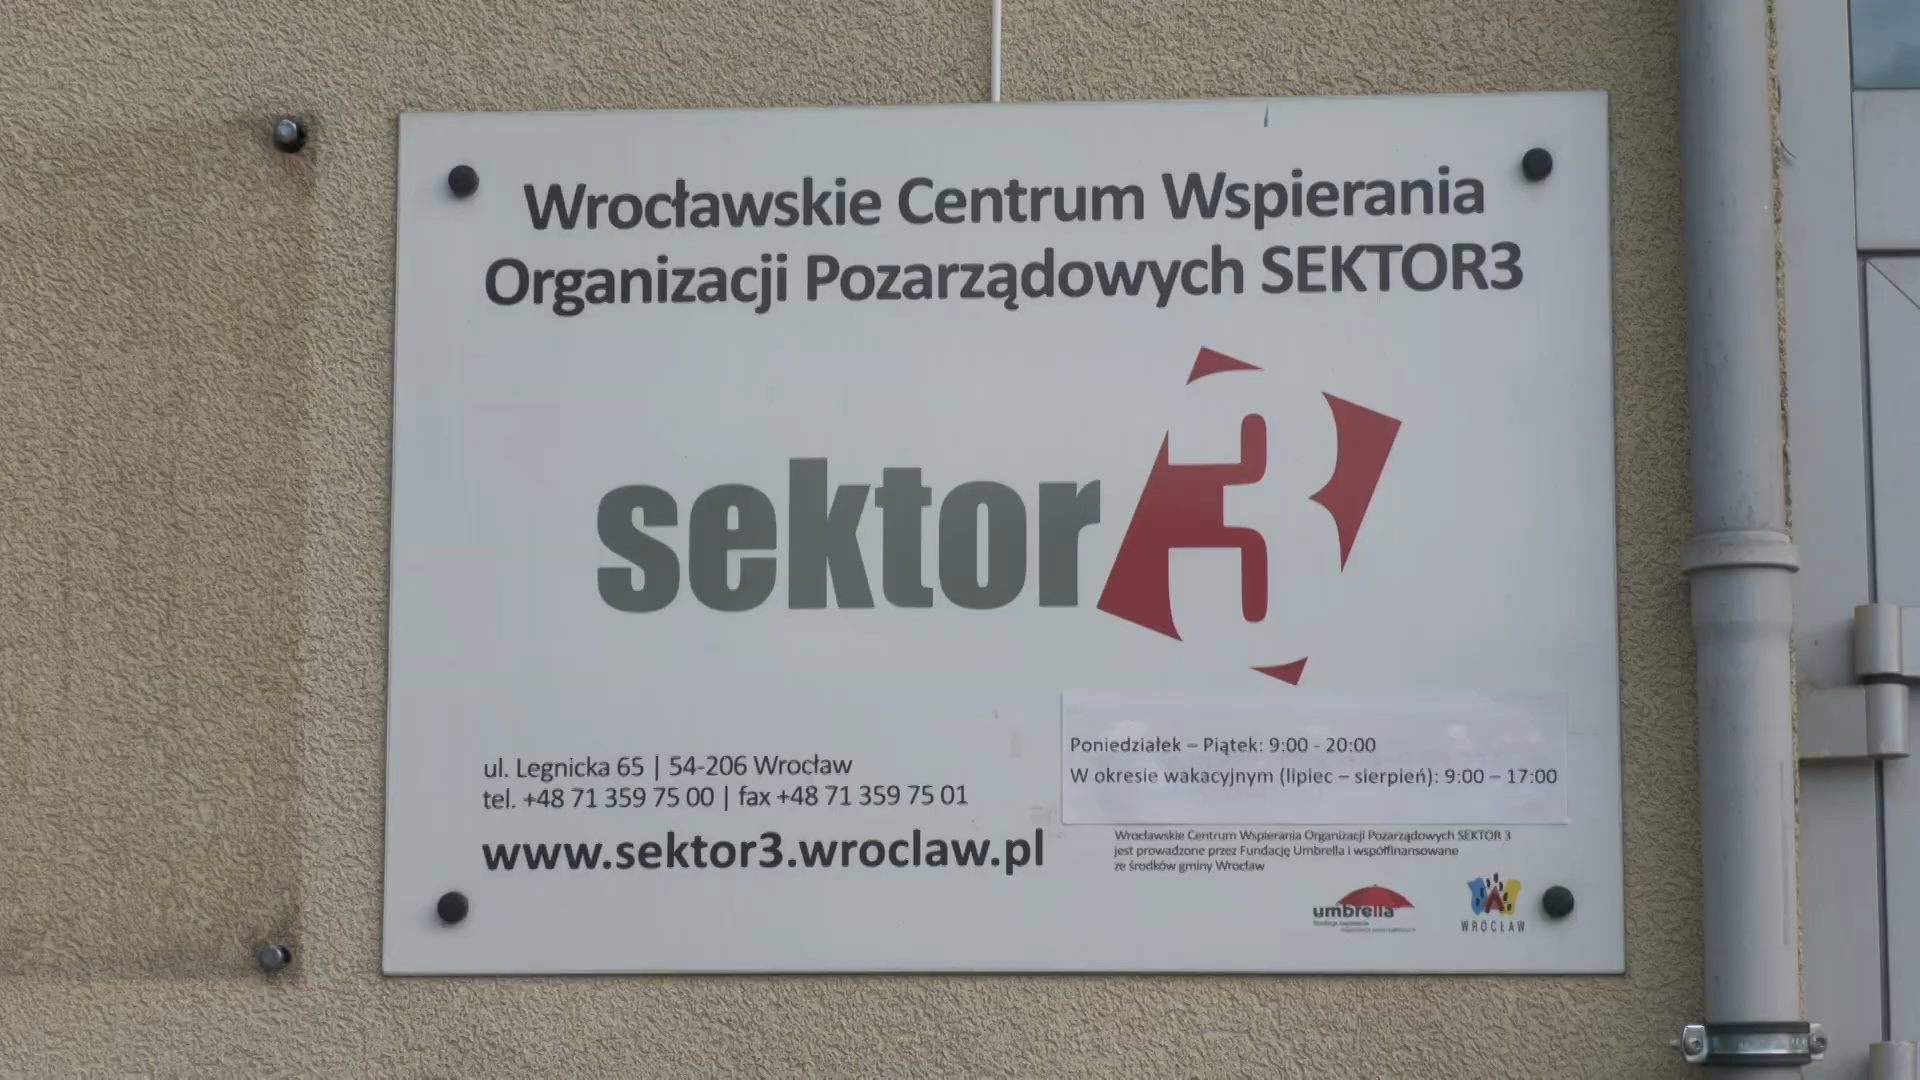 Wrocławskie Centrum Wspierania
Organizacji Pozarządowych SEKTOR3
sektor3
ul. Legnicka 65 | 54-206 Wrocław
tel. +48 71 359 75 00 | fax +48 71 359 75 01
www.sektor3.wroclaw.pl
Poniedziałek – Piątek: 9:00 - 20:00
W okresie wakacyjnym (lipiec – sierpień): 9:00 – 17:00
Wrocławskie Centrum Wspierania Organizacji Pozarządowych SEKTOR 3
jest prowadzone przez Fundację Umbrella i współfinansowane
ze środków gminy Wrocław
umbrella
WROCŁAW